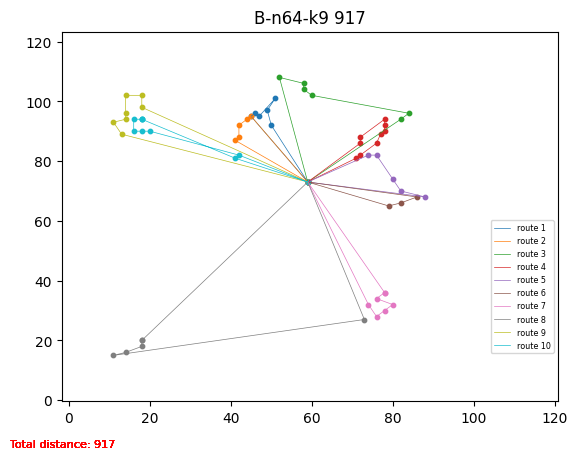 B-n64-k9 917
120
100
80
60
40
20
0
0 20 40 60 80 100 120
route 1
route 2
route 3
route 4
route 5
route 6
route 7
route 8
route 9
route 10
Total distance: 917